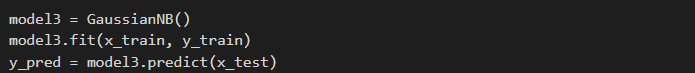 model3 = GaussianNB()
model3.fit(x_train, y_train)
y_pred = model3.predict(x_test)